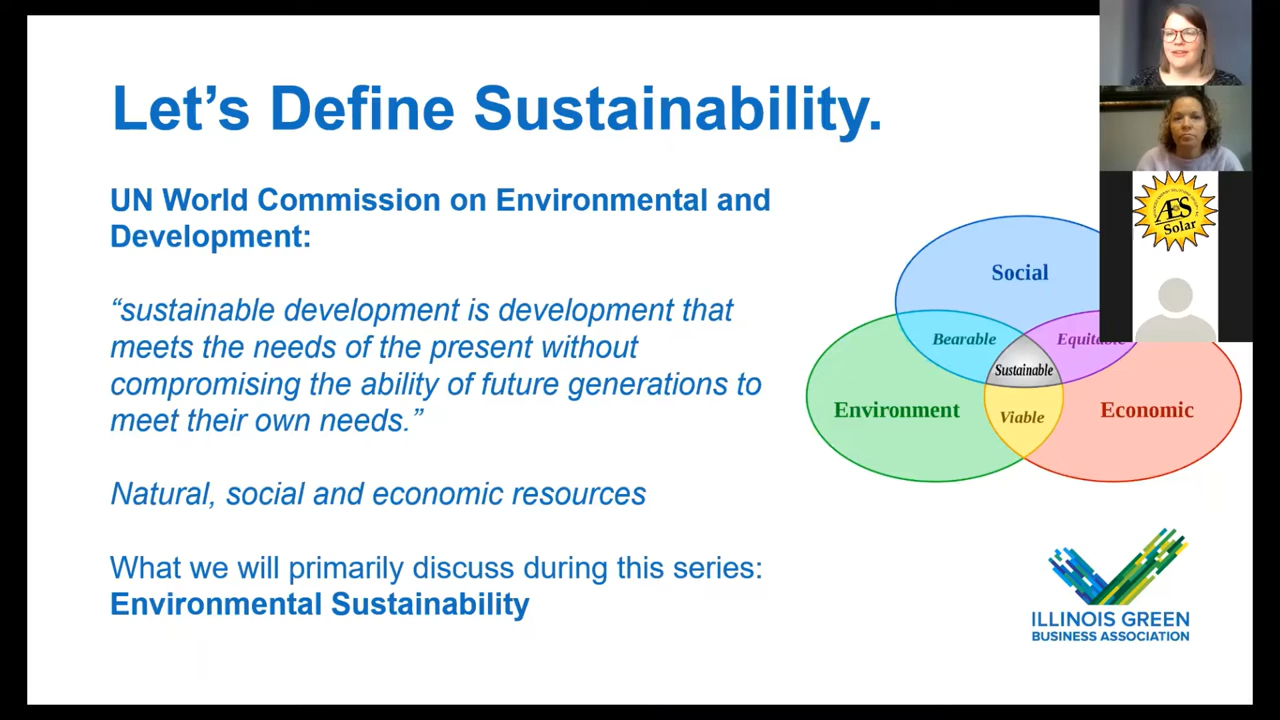 Let's Define Sustainability.
UN World Commission on Environmental and
Development:
“sustainable development is development that
meets the needs of the present without
compromising the ability of future generations to
meet their own needs.”
Natural, social and economic resources
What we will primarily discuss during this series:
Environmental Sustainability
Social
Bearable
Equitable
Sustainable
Environment
Viable
Economic
AES
Solar
ILLINOIS GREEN
BUSINESS ASSOCIATION